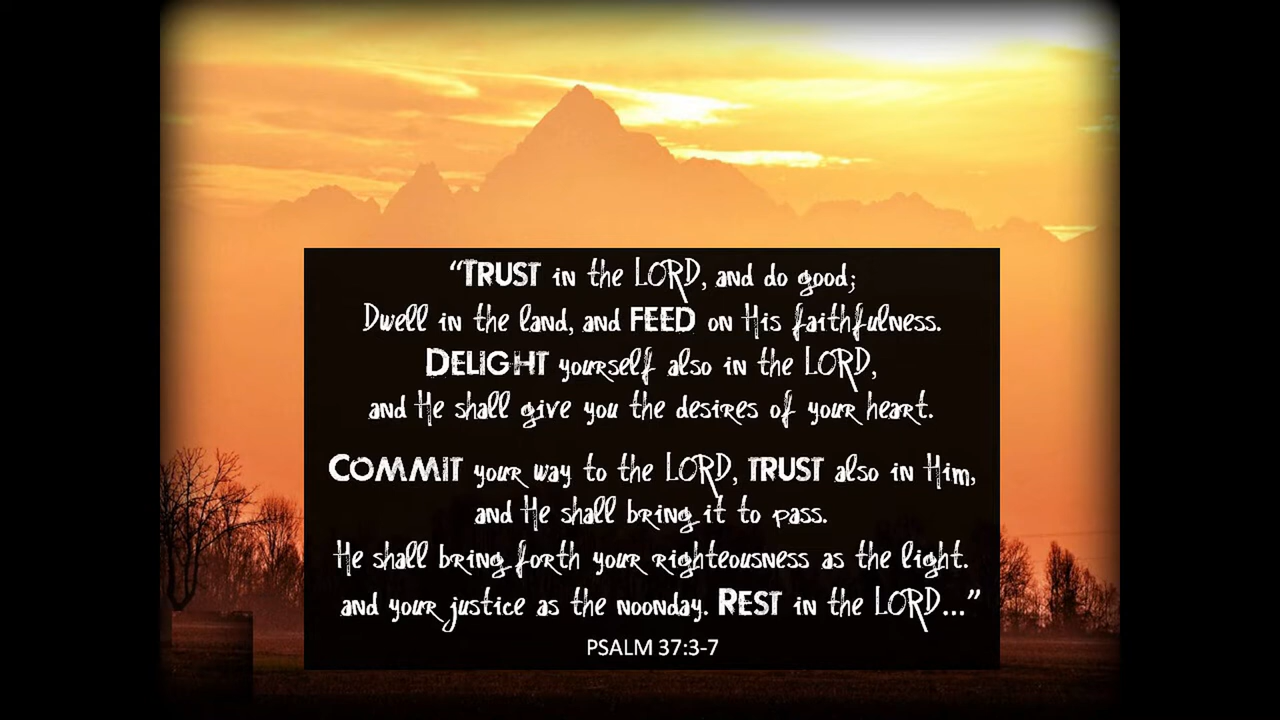 “TRUST in the LORD, and do good;
Dwell in the land, and FEED on His faithfulness.
DELIGHT yourself also in the LORD,
and He shall give you the desires of your heart.
COMMIT your way to the LORD, TRUST also in Him,
and He shall bring it to pass.
He shall bring forth your righteousness as the light.
and your justice as the noonday. REST in the LORD...”
PSALM 37:3-7